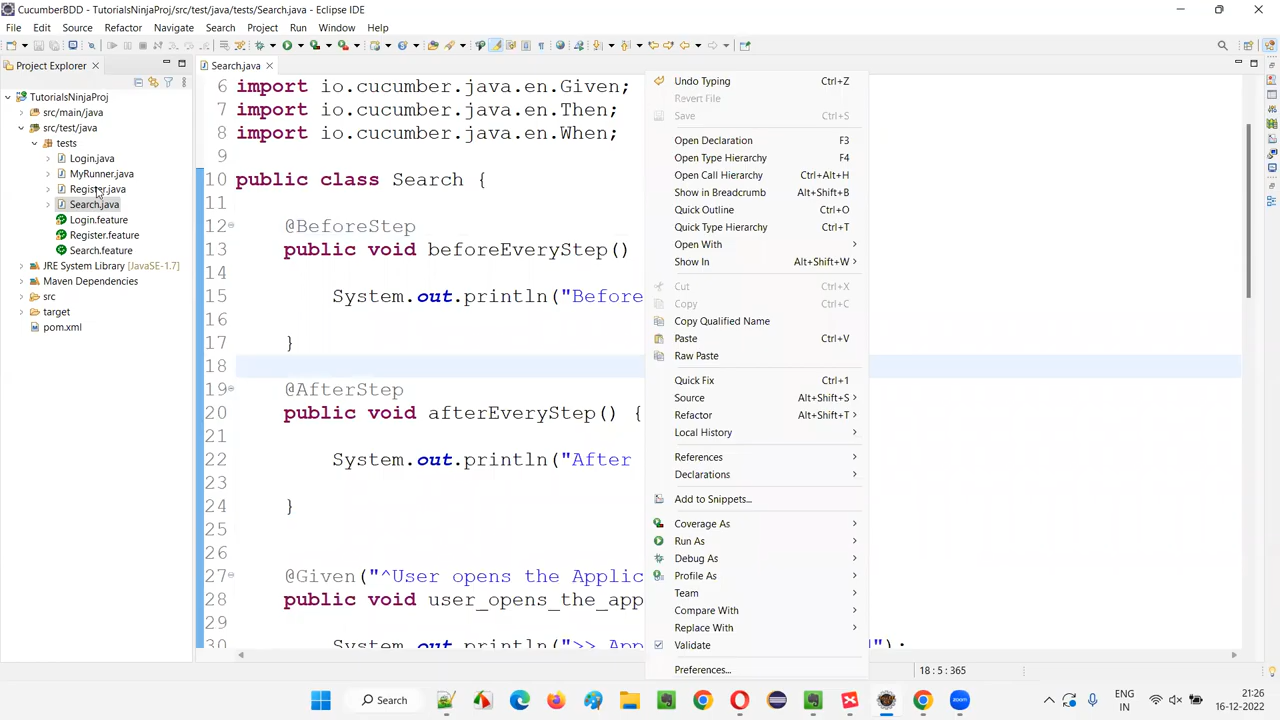 CucumberBDD - TutorialsNinjaProj/src/test/java/tests/Search.java - Eclipse IDE
File Edit Source Refactor Navigate Search Project Run Window Help
Project Explorer
TutorialsNinjaProj
src/main/java
src/test/java
tests
Login.java
MyRunner.java
Register.java
Search.java
Login.feature
Register.feature
Search.feature
JRE System Library [JavaSE-1.7]
Maven Dependencies
src
target
pom.xml
Search.java
6 import io.cucumber.java.en.Given;
7 import io.cucumber.java.en.Then;
8 import io.cucumber.java.en.When;
9
10 public class Search {
11
12 @BeforeStep
13 public void beforeEveryStep()
14
15 System.out.println("Before
16
17 }
18
19 @AfterStep
20 public void afterEveryStep() {
21
22 System.out.println("After
23
24 }
25
26
27 @Given("^User opens the Applic
28 public void user_opens_the_app
29
30 System.out.println(">> App
");
Undo Typing Ctrl+Z
Revert File
Save Ctrl+S
Open Declaration F3
Open Type Hierarchy F4
Open Call Hierarchy Ctrl+Alt+H
Show in Breadcrumb Alt+Shift+B
Quick Outline Ctrl+O
Quick Type Hierarchy Ctrl+T
Open With
Show In Alt+Shift+W
Cut Ctrl+X
Copy Ctrl+C
Copy Qualified Name
Paste Ctrl+V
Raw Paste
Quick Fix Ctrl+1
Source Alt+Shift+S
Refactor Alt+Shift+T
Local History
References
Declarations
Add to Snippets...
Coverage As
Run As
Debug As
Profile As
Team
Compare With
Replace With
Validate
Preferences...
18 : 5 : 365
Search
ENG
IN
21:26
16-12-2022